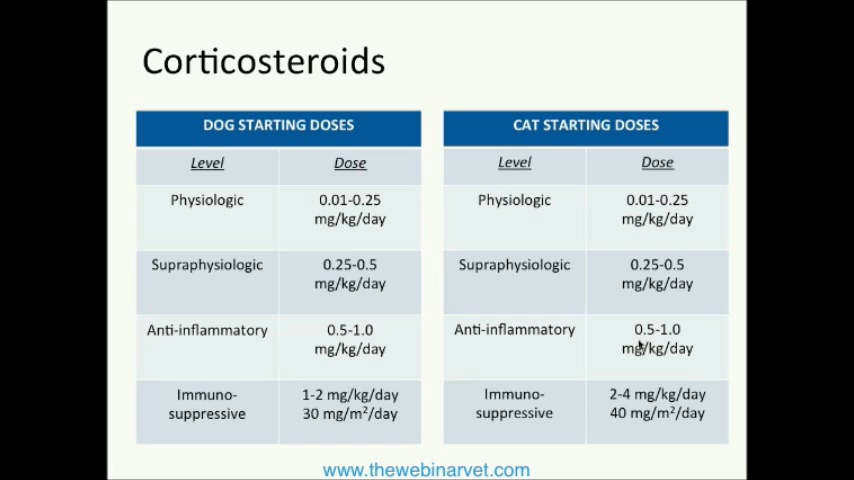 Corticosteroids
DOG STARTING DOSES
Level Dose
Physiologic 0.01-0.25
mg/kg/day
Supraphysiologic 0.25-0.5
mg/kg/day
Anti-inflammatory 0.5-1.0
mg/kg/day
Immuno- 1-2 mg/kg/day
suppressive 30 mg/m²/day
CAT STARTING DOSES
Level Dose
Physiologic 0.01-0.25
mg/kg/day
Supraphysiologic 0.25-0.5
mg/kg/day
Anti-inflammatory 0.5-1.0
mg/kg/day
Immuno- 2-4 mg/kg/day
suppressive 40 mg/m²/day
www.thewebinarvet.com